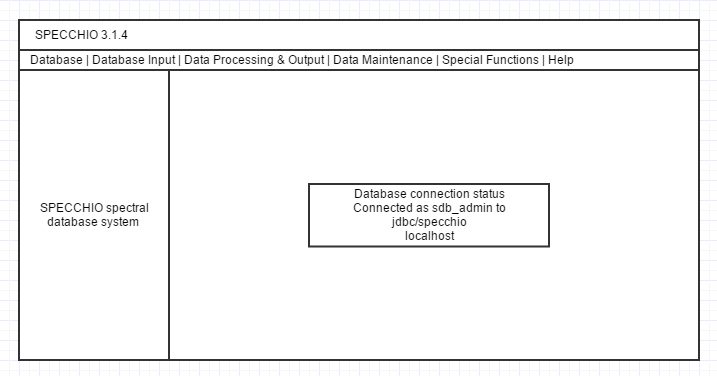 SPECCHIO 3.1.4
Database | Database Input | Data Processing & Output | Data Maintenance | Special Functions | Help
SPECCHIO spectral
database system
Database connection status
Connected as sdb_admin to
jdbc/specchio
localhost